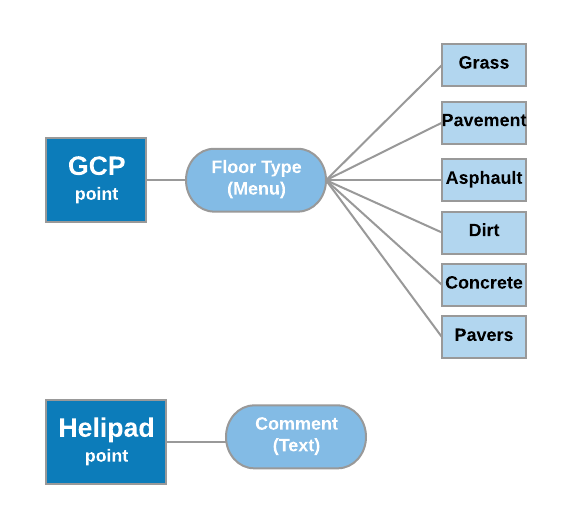 GCP
point
Floor Type
(Menu)
Grass
Pavement
Asphault
Dirt
Concrete
Pavers
Helipad
point
Comment
(Text)